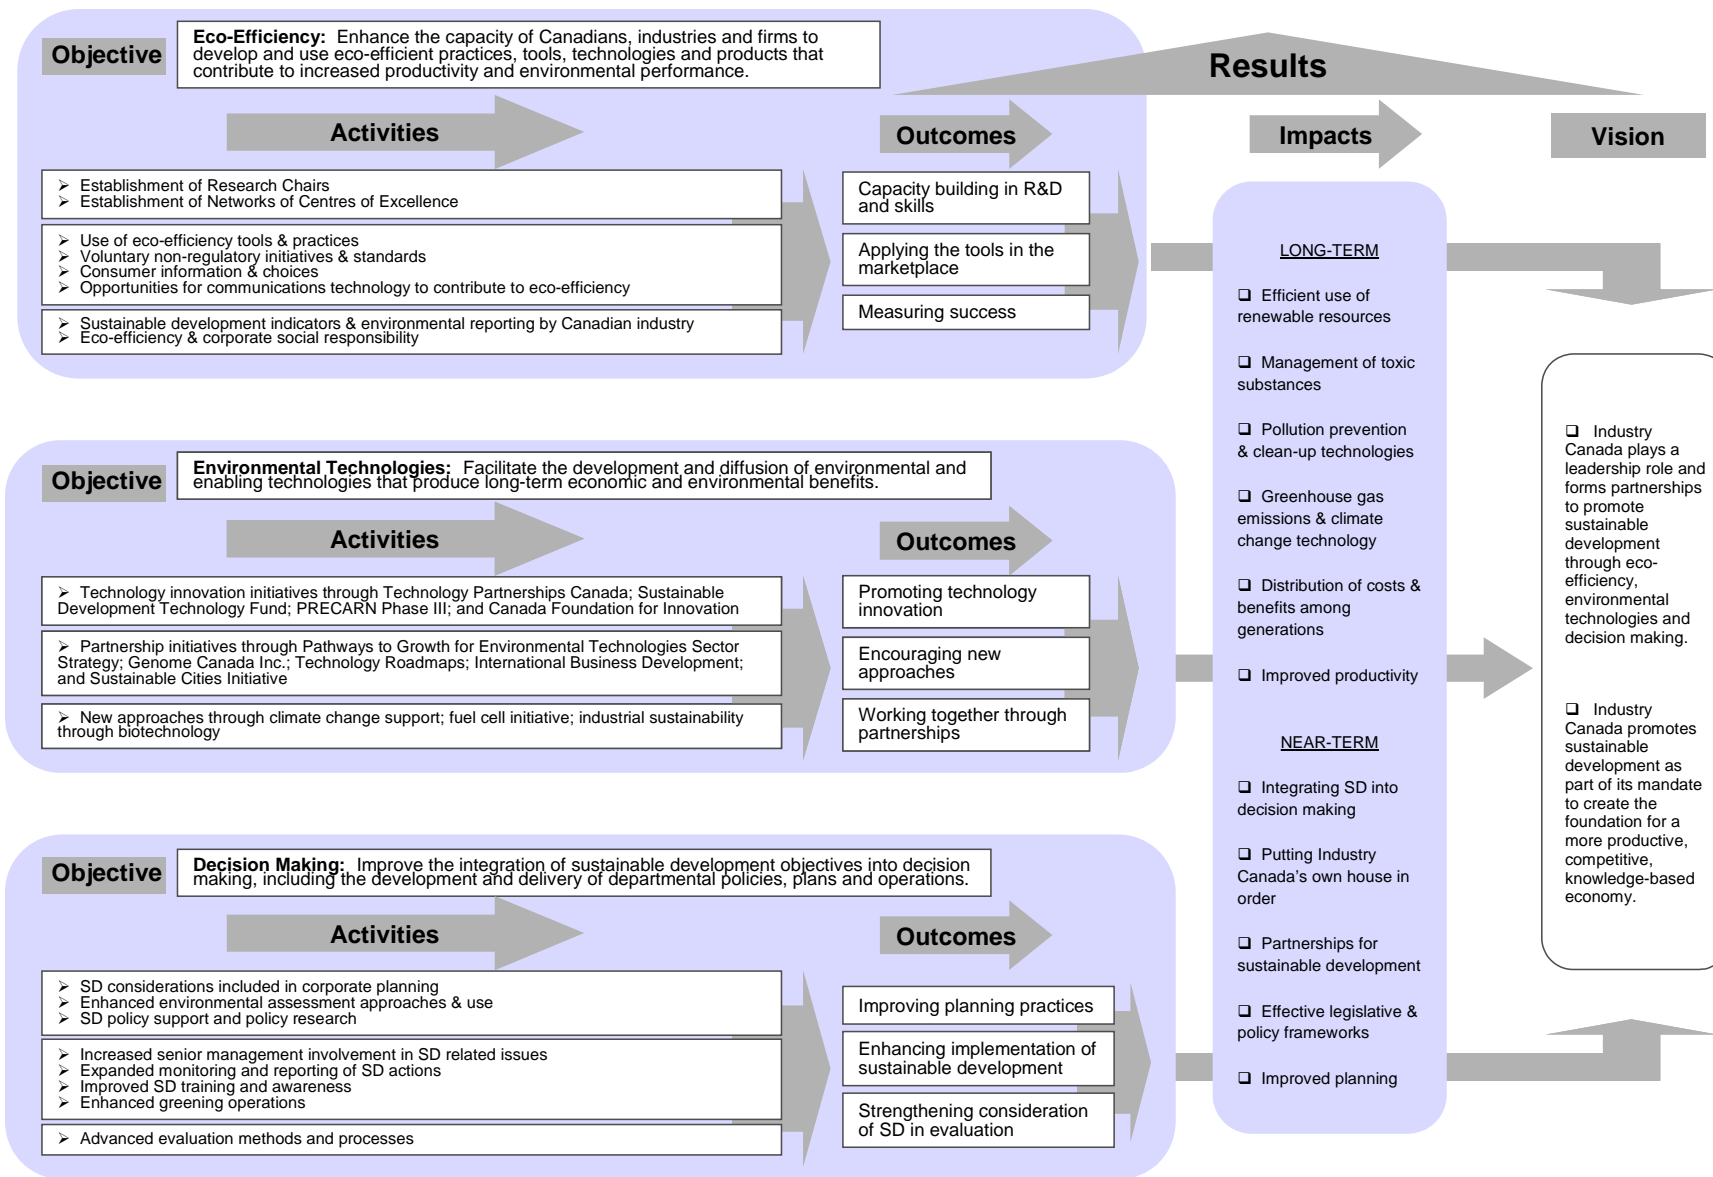 Objective
Eco-Efficiency: Enhance the capacity of Canadians, industries and firms to
develop and use eco-efficient practices, tools, technologies and products that
contribute to increased productivity and environmental performance.
Results
Activities
Outcomes
Impacts
Vision
➢ Establishment of Research Chairs
➢ Establishment of Networks of Centres of Excellence
➢ Use of eco-efficiency tools & practices
➢ Voluntary non-regulatory initiatives & standards
➢ Consumer information & choices
➢ Opportunities for communications technology to contribute to eco-efficiency
➢ Sustainable development indicators & environmental reporting by Canadian industry
➢ Eco-efficiency & corporate social responsibility
Capacity building in R&D
and skills
Applying the tools in the
marketplace
Measuring success
Objective
Environmental Technologies: Facilitate the development and diffusion of environmental and
enabling technologies that produce long-term economic and environmental benefits.
Activities
Outcomes
➢ Technology innovation initiatives through Technology Partnerships Canada; Sustainable
Development Technology Fund; PRECARN Phase III; and Canada Foundation for Innovation
➢ Partnership initiatives through Pathways to Growth for Environmental Technologies Sector
Strategy; Genome Canada Inc.; Technology Roadmaps; International Business Development;
and Sustainable Cities Initiative
➢ New approaches through climate change support; fuel cell initiative; industrial sustainability
through biotechnology
Promoting technology
innovation
Encouraging new
approaches
Working together through
partnerships
Objective
Decision Making: Improve the integration of sustainable development objectives into decision
making, including the development and delivery of departmental policies, plans and operations.
Activities
Outcomes
➢ SD considerations included in corporate planning
➢ Enhanced environmental assessment approaches & use
➢ SD policy support and policy research
➢ Increased senior management involvement in SD related issues
➢ Expanded monitoring and reporting of SD actions
➢ Improved SD training and awareness
➢ Enhanced greening operations
➢ Advanced evaluation methods and processes
Improving planning practices
Enhancing implementation of
sustainable development
Strengthening consideration
of SD in evaluation
LONG-TERM
❑ Efficient use of
renewable resources
❑ Management of toxic
substances
❑ Pollution prevention
& clean-up technologies
❑ Greenhouse gas
emissions & climate
change technology
❑ Distribution of costs &
benefits among
generations
❑ Improved productivity
NEAR-TERM
❑ Integrating SD into
decision making
❑ Putting Industry
Canada’s own house in
order
❑ Partnerships for
sustainable development
❑ Effective legislative &
policy frameworks
❑ Improved planning
❑ Industry
Canada plays a
leadership role and
forms partnerships
to promote
sustainable
development
through eco-
efficiency,
environmental
technologies and
decision making.
❑ Industry
Canada promotes
sustainable
development as
part of its mandate
to create the
foundation for a
more productive,
competitive,
knowledge-based
economy.